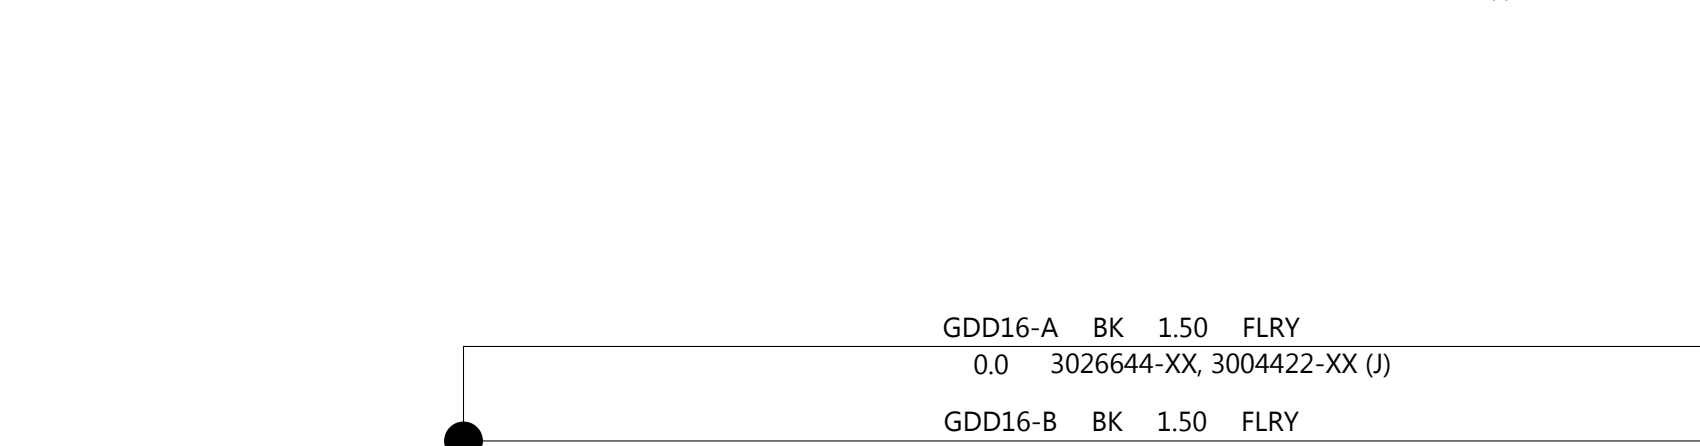 GDD16-A BK 1.50 FLRY
0.0 3026644-XX, 3004422-XX (J)
GDD16-B BK 1.50 FLRY